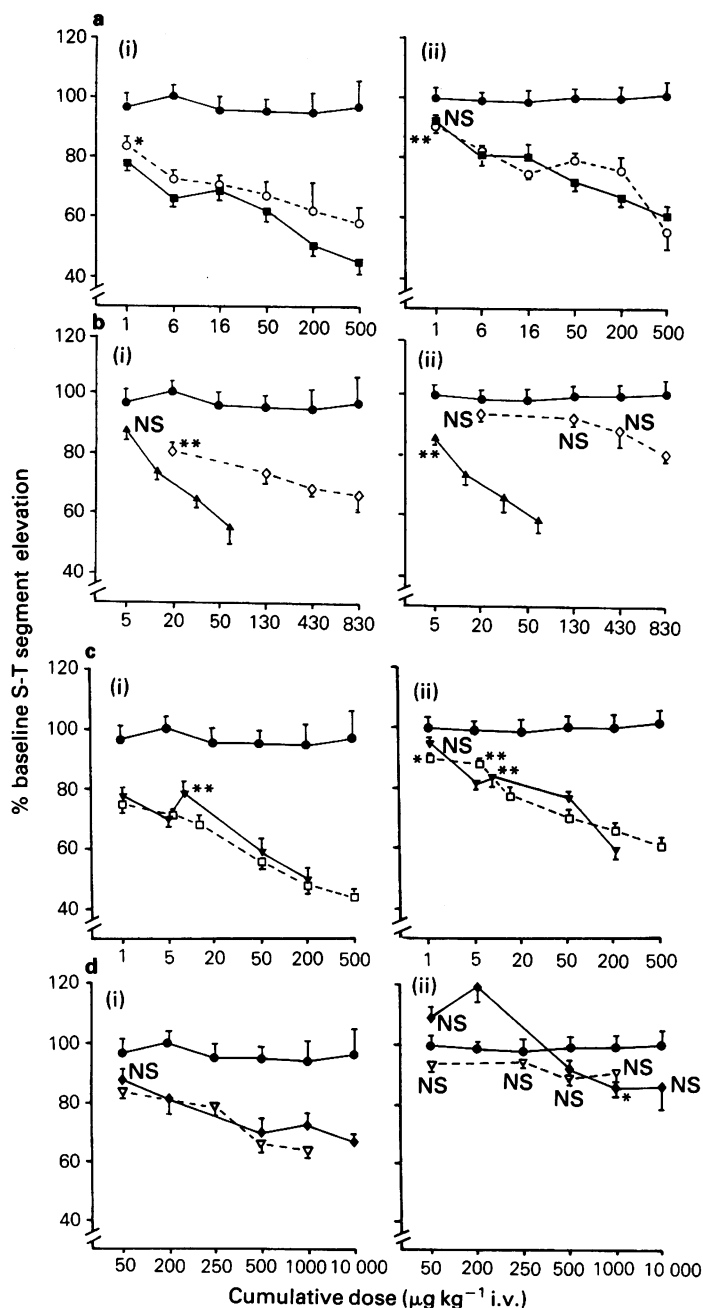 a
(i)
(ii)
120
100
80
60
40
*
**
NS
1 6 16 50 200 500
1 6 16 50 200 500
b
(i)
(ii)
120
100
80
60
40
NS
**
**
NS
NS
NS
5 20 50 130 430 830
5 20 50 130 430 830
% baseline S-T segment elevation
c
(i)
(ii)
120
100
80
60
40
**
*
NS
**
**
1 5 20 50 200 500
1 5 20 50 200 500
d
(i)
(ii)
120
100
80
60
40
NS
NS
NS
NS
NS
NS
*
NS
50 200 250 500 1000 10 000
50 200 250 500 1000 10 000
Cumulative dose (μg kg⁻¹ i.v.)